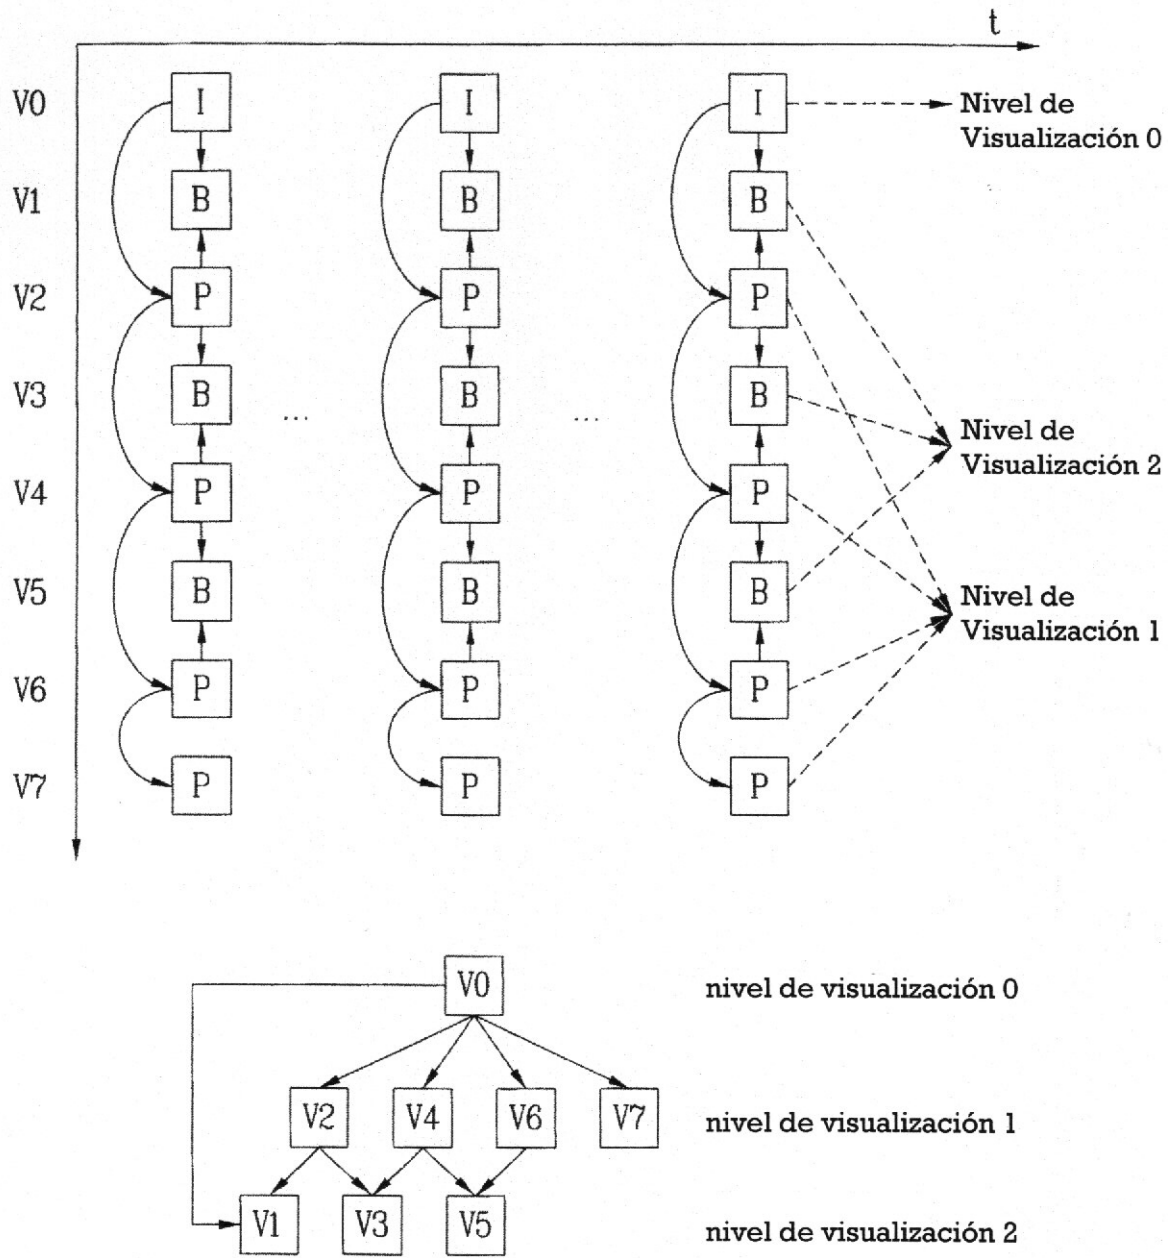 t
V0 I I I Nivel de
Visualización 0
V1 B B B
V2 P P P
V3 B ... B ... B Nivel de
Visualización 2
V4 P P P
V5 B B B Nivel de
Visualización 1
V6 P P P
V7 P P P
V0 nivel de visualización 0
V2 V4 V6 V7 nivel de visualización 1
V1 V3 V5 nivel de visualización 2